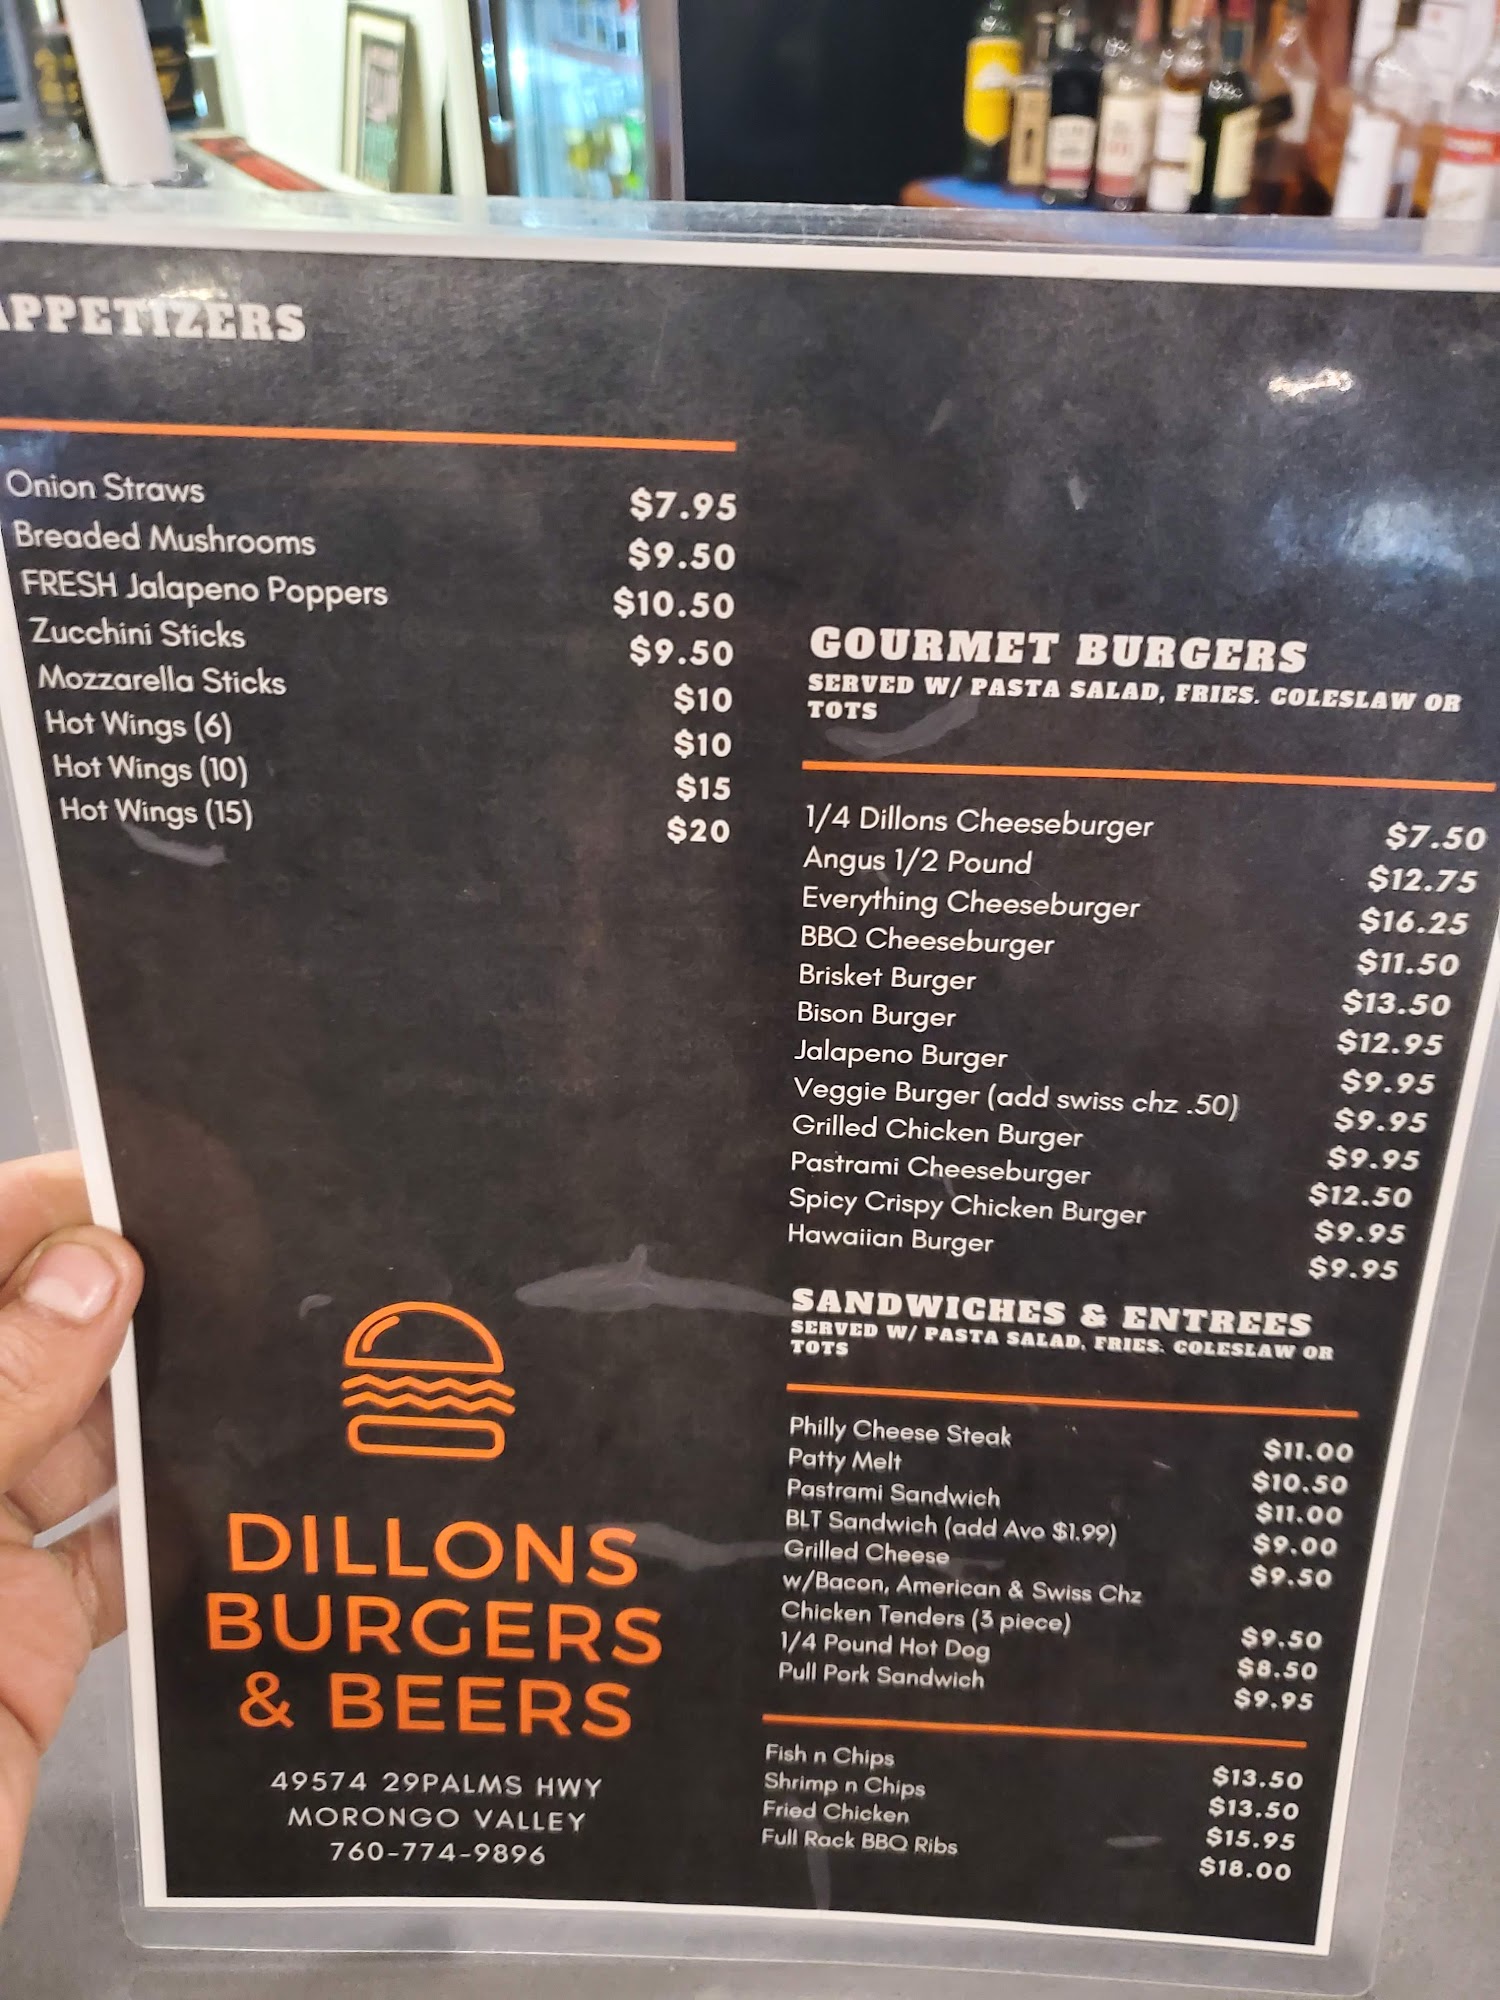 APPETIZERS
Onion Straws $7.95
Breaded Mushrooms $9.50
FRESH Jalapeno Poppers $10.50
Zucchini Sticks $9.50
Mozzarella Sticks $10
Hot Wings (6) $10
Hot Wings (10) $15
Hot Wings (15) $20
GOURMET BURGERS
SERVED W/ PASTA SALAD, FRIES. COLESLAW OR
TOTS
1/4 Dillons Cheeseburger $7.50
Angus 1/2 Pound $12.75
Everything Cheeseburger $16.25
BBQ Cheeseburger $11.50
Brisket Burger $13.50
Bison Burger $12.95
Jalapeno Burger $9.95
Veggie Burger (add swiss chz .50) $9.95
Grilled Chicken Burger $9.95
Pastrami Cheeseburger $12.50
Spicy Crispy Chicken Burger $9.95
Hawaiian Burger $9.95
SANDWICHES & ENTREES
SERVED W/ PASTA SALAD, FRIES. COLESLAW OR
TOTS
Philly Cheese Steak $11.00
Patty Melt $10.50
Pastrami Sandwich $11.00
BLT Sandwich (add Avo $1.99) $9.00
Grilled Cheese $9.50
w/Bacon, American & Swiss Chz
Chicken Tenders (3 piece) $9.50
1/4 Pound Hot Dog $8.50
Pull Pork Sandwich $9.95
Fish n Chips $13.50
Shrimp n Chips $13.50
Fried Chicken $15.95
Full Rack BBQ Ribs $18.00
DILLONS
BURGERS
& BEERS
49574 29PALMS HWY
MORONGO VALLEY
760-774-9896